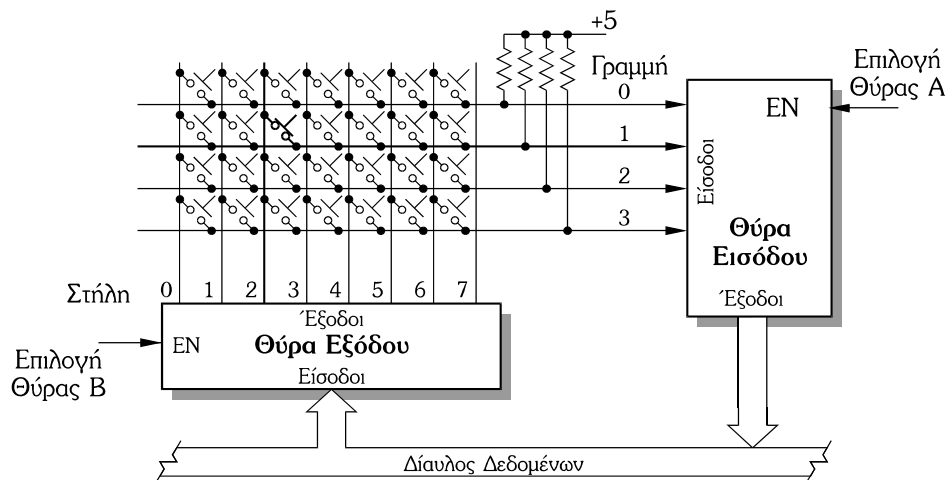 +5
Γραμμή
Επιλογή
Θύρας Α
0
EN
1
2
3
Είσοδοι
Θύρα
Εισόδου
Έξοδοι
Στήλη
0 1 2 3 4 5 6 7
Έξοδοι
EN
Θύρα Εξόδου
Είσοδοι
Επιλογή
Θύρας Β
Δίαυλος Δεδομένων